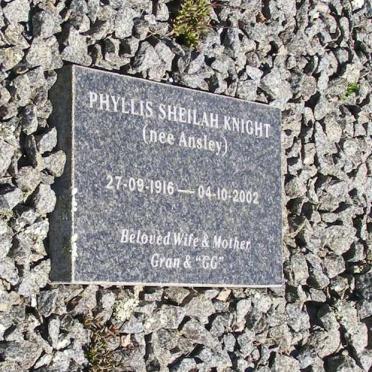 PHYLLIS SHEILAH KNIGHT
(nee Ansley)
27-09-1916 — 04-10-2002
Beloved Wife & Mother
Gran & "GG"